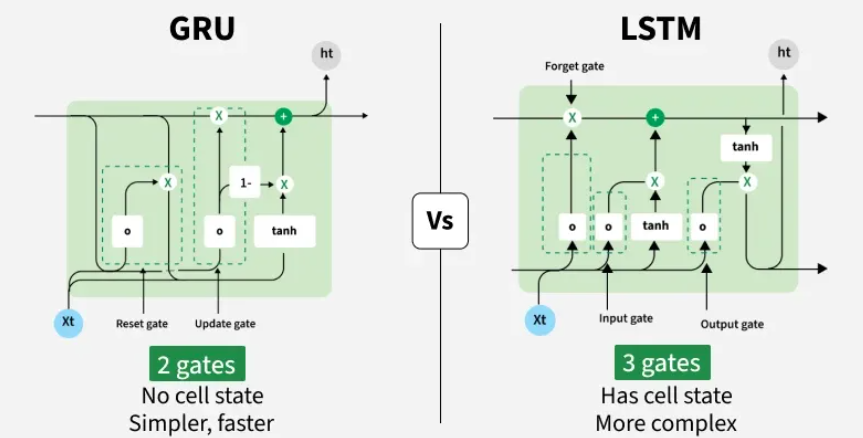 GRU
ht
X
+
X
1-
X
o
o
tanh
Xt
Reset gate
Update gate
2 gates
No cell state
Simpler, faster
Vs
LSTM
ht
Forget gate
X
+
tanh
X
X
o
o
tanh
o
Xt
Input gate
Output gate
3 gates
Has cell state
More complex